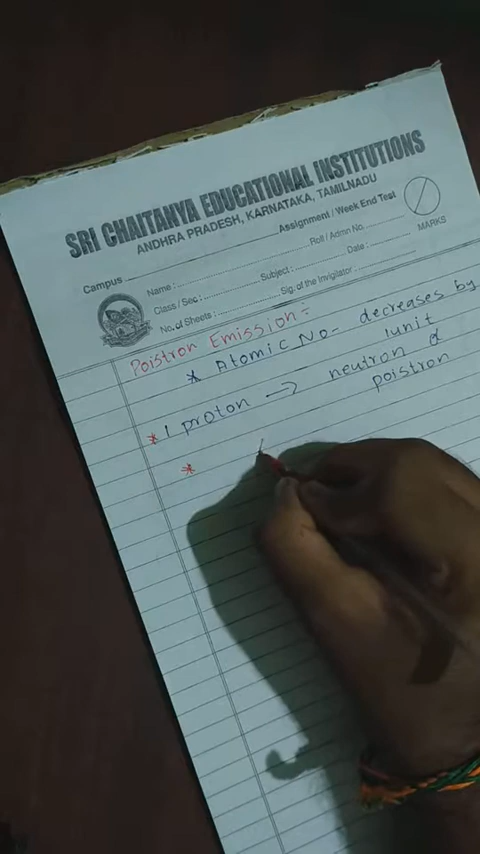 SRI CHAITANYA EDUCATIONAL INSTITUTIONS
ANDHRA PRADESH, KARNATAKA, TAMILNADU
Campus Assignment / Week End Test
Name : Roll / Admn No.
Class / Sec : Subject : Date : MARKS
No. of Sheets : Sig. of the Invigilator
Poistron Emission :-
* Atomic No- decreases by
1unit
* 1 proton → neutron &
poistron
*